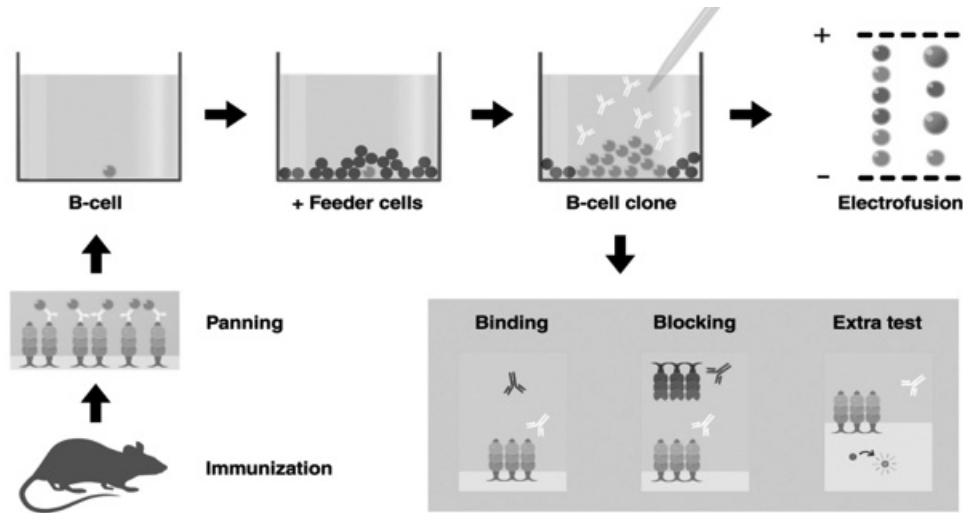 +
-
B-cell
+ Feeder cells
B-cell clone
Electrofusion
Panning
Immunization
Binding
Blocking
Extra test